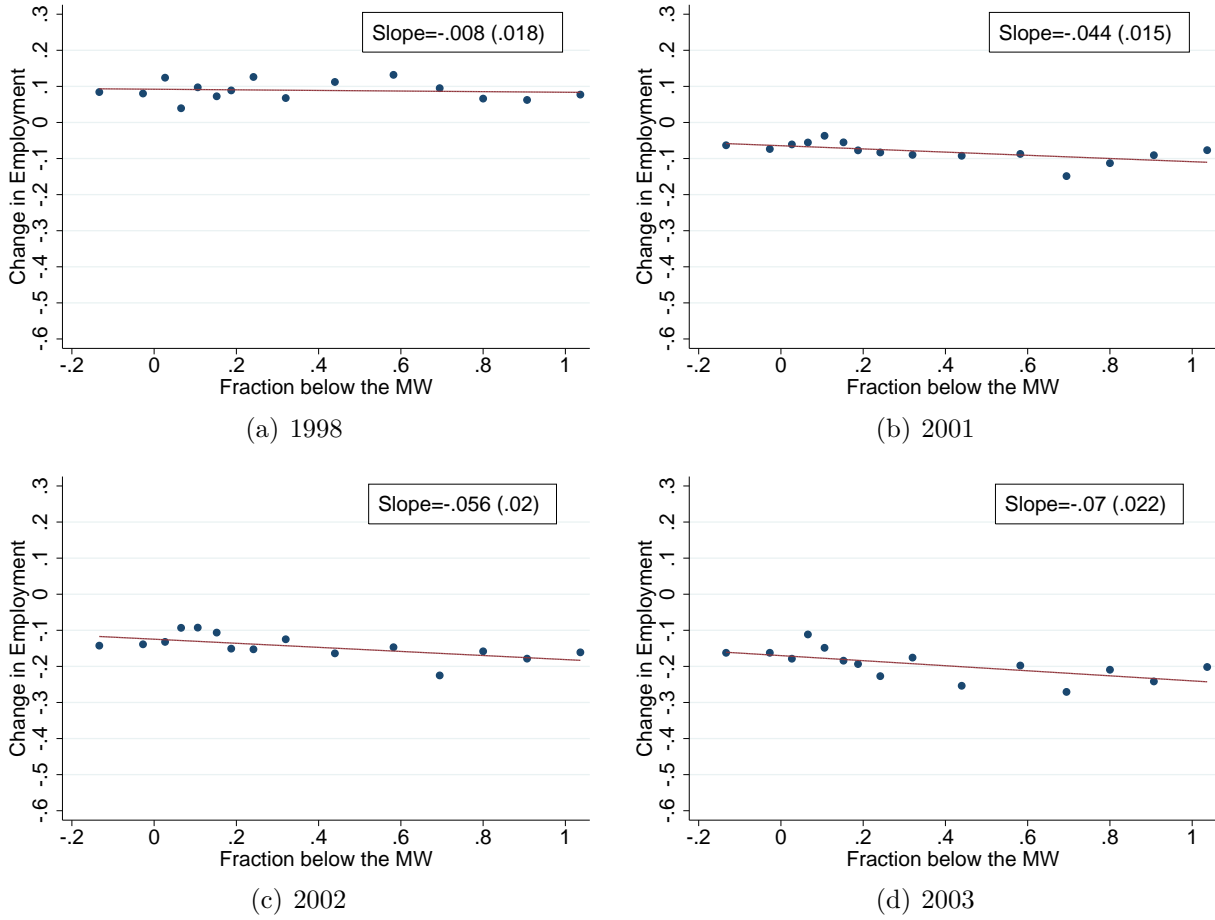 Slope=-.008 (.018)
Change in Employment
-.6 -.5 -.4 -.3 -.2 -.1 0 .1 .2 .3
-.2 0 .2 .4 .6 .8 1
Fraction below the MW
(a) 1998
Slope=-.044 (.015)
Change in Employment
-.6 -.5 -.4 -.3 -.2 -.1 0 .1 .2 .3
-.2 0 .2 .4 .6 .8 1
Fraction below the MW
(b) 2001
Slope=-.056 (.02)
Change in Employment
-.6 -.5 -.4 -.3 -.2 -.1 0 .1 .2 .3
-.2 0 .2 .4 .6 .8 1
Fraction below the MW
(c) 2002
Slope=-.07 (.022)
Change in Employment
-.6 -.5 -.4 -.3 -.2 -.1 0 .1 .2 .3
-.2 0 .2 .4 .6 .8 1
Fraction below the MW
(d) 2003